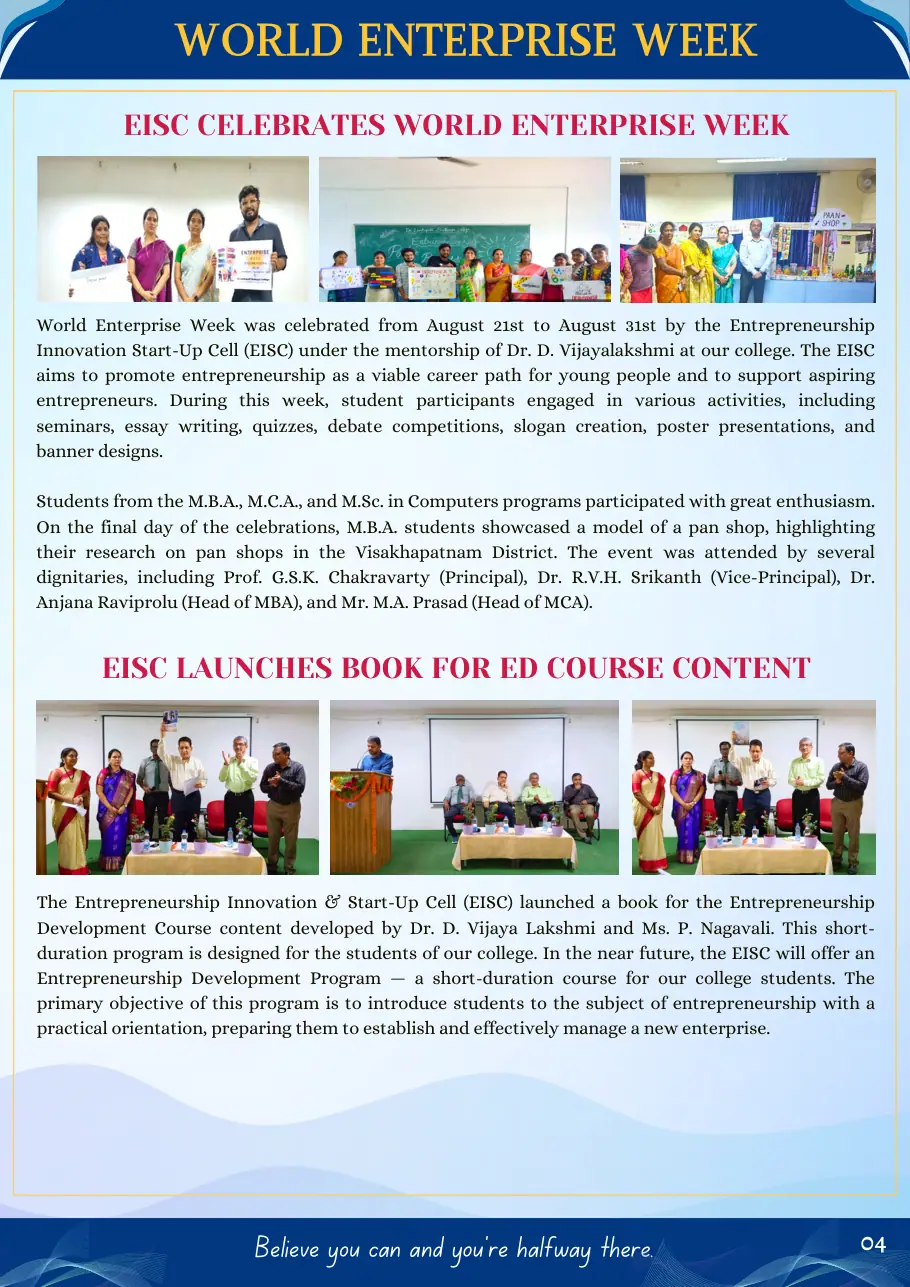 WORLD ENTERPRISE WEEK
EISC CELEBRATES WORLD ENTERPRISE WEEK
ENTERPRISE
PAAN
SHOP
World Enterprise Week was celebrated from August 21st to August 31st by the Entrepreneurship
Innovation Start-Up Cell (EISC) under the mentorship of Dr. D. Vijayalakshmi at our college. The EISC
aims to promote entrepreneurship as a viable career path for young people and to support aspiring
entrepreneurs. During this week, student participants engaged in various activities, including
seminars, essay writing, quizzes, debate competitions, slogan creation, poster presentations, and
banner designs.
Students from the M.B.A., M.C.A., and M.Sc. in Computers programs participated with great enthusiasm.
On the final day of the celebrations, M.B.A. students showcased a model of a pan shop, highlighting
their research on pan shops in the Visakhapatnam District. The event was attended by several
dignitaries, including Prof. G.S.K. Chakravarty (Principal), Dr. R.V.H. Srikanth (Vice-Principal), Dr.
Anjana Raviprolu (Head of MBA), and Mr. M.A. Prasad (Head of MCA).
EISC LAUNCHES BOOK FOR ED COURSE CONTENT
The Entrepreneurship Innovation & Start-Up Cell (EISC) launched a book for the Entrepreneurship
Development Course content developed by Dr. D. Vijaya Lakshmi and Ms. P. Nagavali. This short-
duration program is designed for the students of our college. In the near future, the EISC will offer an
Entrepreneurship Development Program — a short-duration course for our college students. The
primary objective of this program is to introduce students to the subject of entrepreneurship with a
practical orientation, preparing them to establish and effectively manage a new enterprise.
Believe you can and you're halfway there.
04